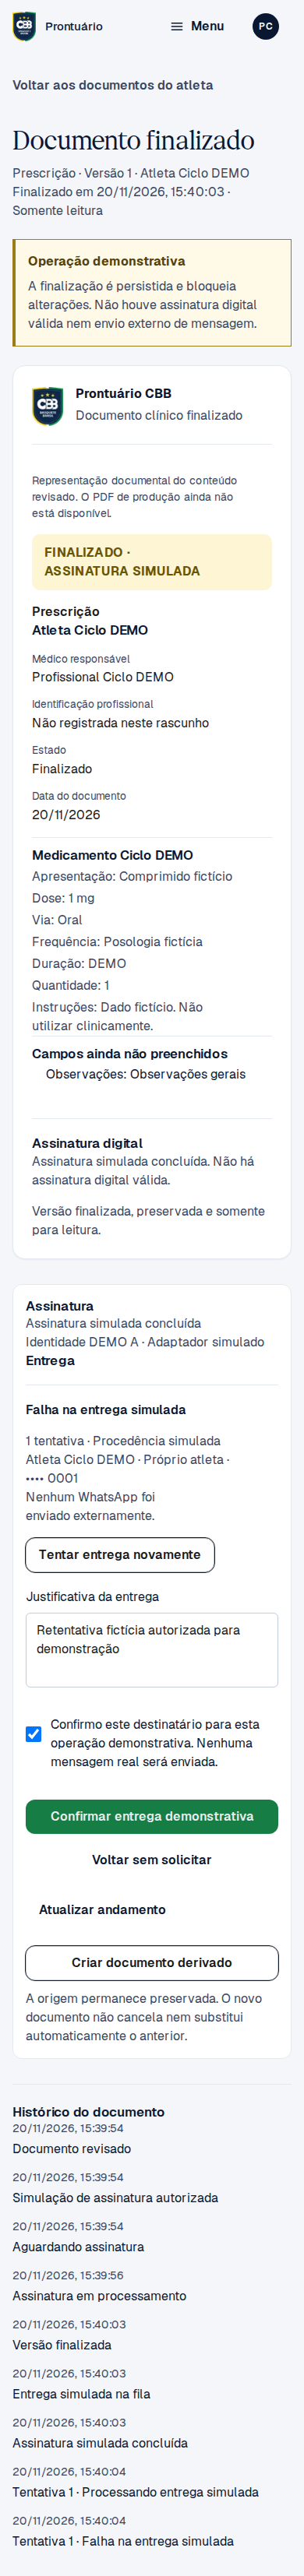 CBB
Prontuário
Menu
PC
Voltar aos documentos do atleta
Documento finalizado
Prescrição · Versão 1 · Atleta Ciclo DEMO
Finalizado em 20/11/2026, 15:40:03 ·
Somente leitura
Operação demonstrativa
A finalização é persistida e bloqueia
alterações. Não houve assinatura digital
válida nem envio externo de mensagem.
CBB
Prontuário CBB
Documento clínico finalizado
Representação documental do conteúdo
revisado. O PDF de produção ainda não
está disponível.
FINALIZADO ·
ASSINATURA SIMULADA
Prescrição
Atleta Ciclo DEMO
Médico responsável
Profissional Ciclo DEMO
Identificação profissional
Não registrada neste rascunho
Estado
Finalizado
Data do documento
20/11/2026
Medicamento Ciclo DEMO
Apresentação: Comprimido fictício
Dose: 1 mg
Via: Oral
Frequência: Posologia fictícia
Duração: DEMO
Quantidade: 1
Instruções: Dado fictício. Não
utilizar clinicamente.
Campos ainda não preenchidos
Observações: Observações gerais
Assinatura digital
Assinatura simulada concluída. Não há
assinatura digital válida.
Versão finalizada, preservada e somente
para leitura.
Assinatura
Assinatura simulada concluída
Identidade DEMO A · Adaptador simulado
Entrega
Falha na entrega simulada
1 tentativa · Procedência simulada
Atleta Ciclo DEMO · Próprio atleta ·
•••• 0001
Nenhum WhatsApp foi
enviado externamente.
Tentar entrega novamente
Justificativa da entrega
Retentativa fictícia autorizada para
demonstração
Confirmo este destinatário para esta
operação demonstrativa. Nenhuma
mensagem real será enviada.
Confirmar entrega demonstrativa
Voltar sem solicitar
Atualizar andamento
Criar documento derivado
A origem permanece preservada. O novo
documento não cancela nem substitui
automaticamente o anterior.
Histórico do documento
20/11/2026, 15:39:54
Documento revisado
20/11/2026, 15:39:54
Simulação de assinatura autorizada
20/11/2026, 15:39:54
Aguardando assinatura
20/11/2026, 15:39:56
Assinatura em processamento
20/11/2026, 15:40:03
Versão finalizada
20/11/2026, 15:40:03
Entrega simulada na fila
20/11/2026, 15:40:03
Assinatura simulada concluída
20/11/2026, 15:40:04
Tentativa 1 · Processando entrega simulada
20/11/2026, 15:40:04
Tentativa 1 · Falha na entrega simulada